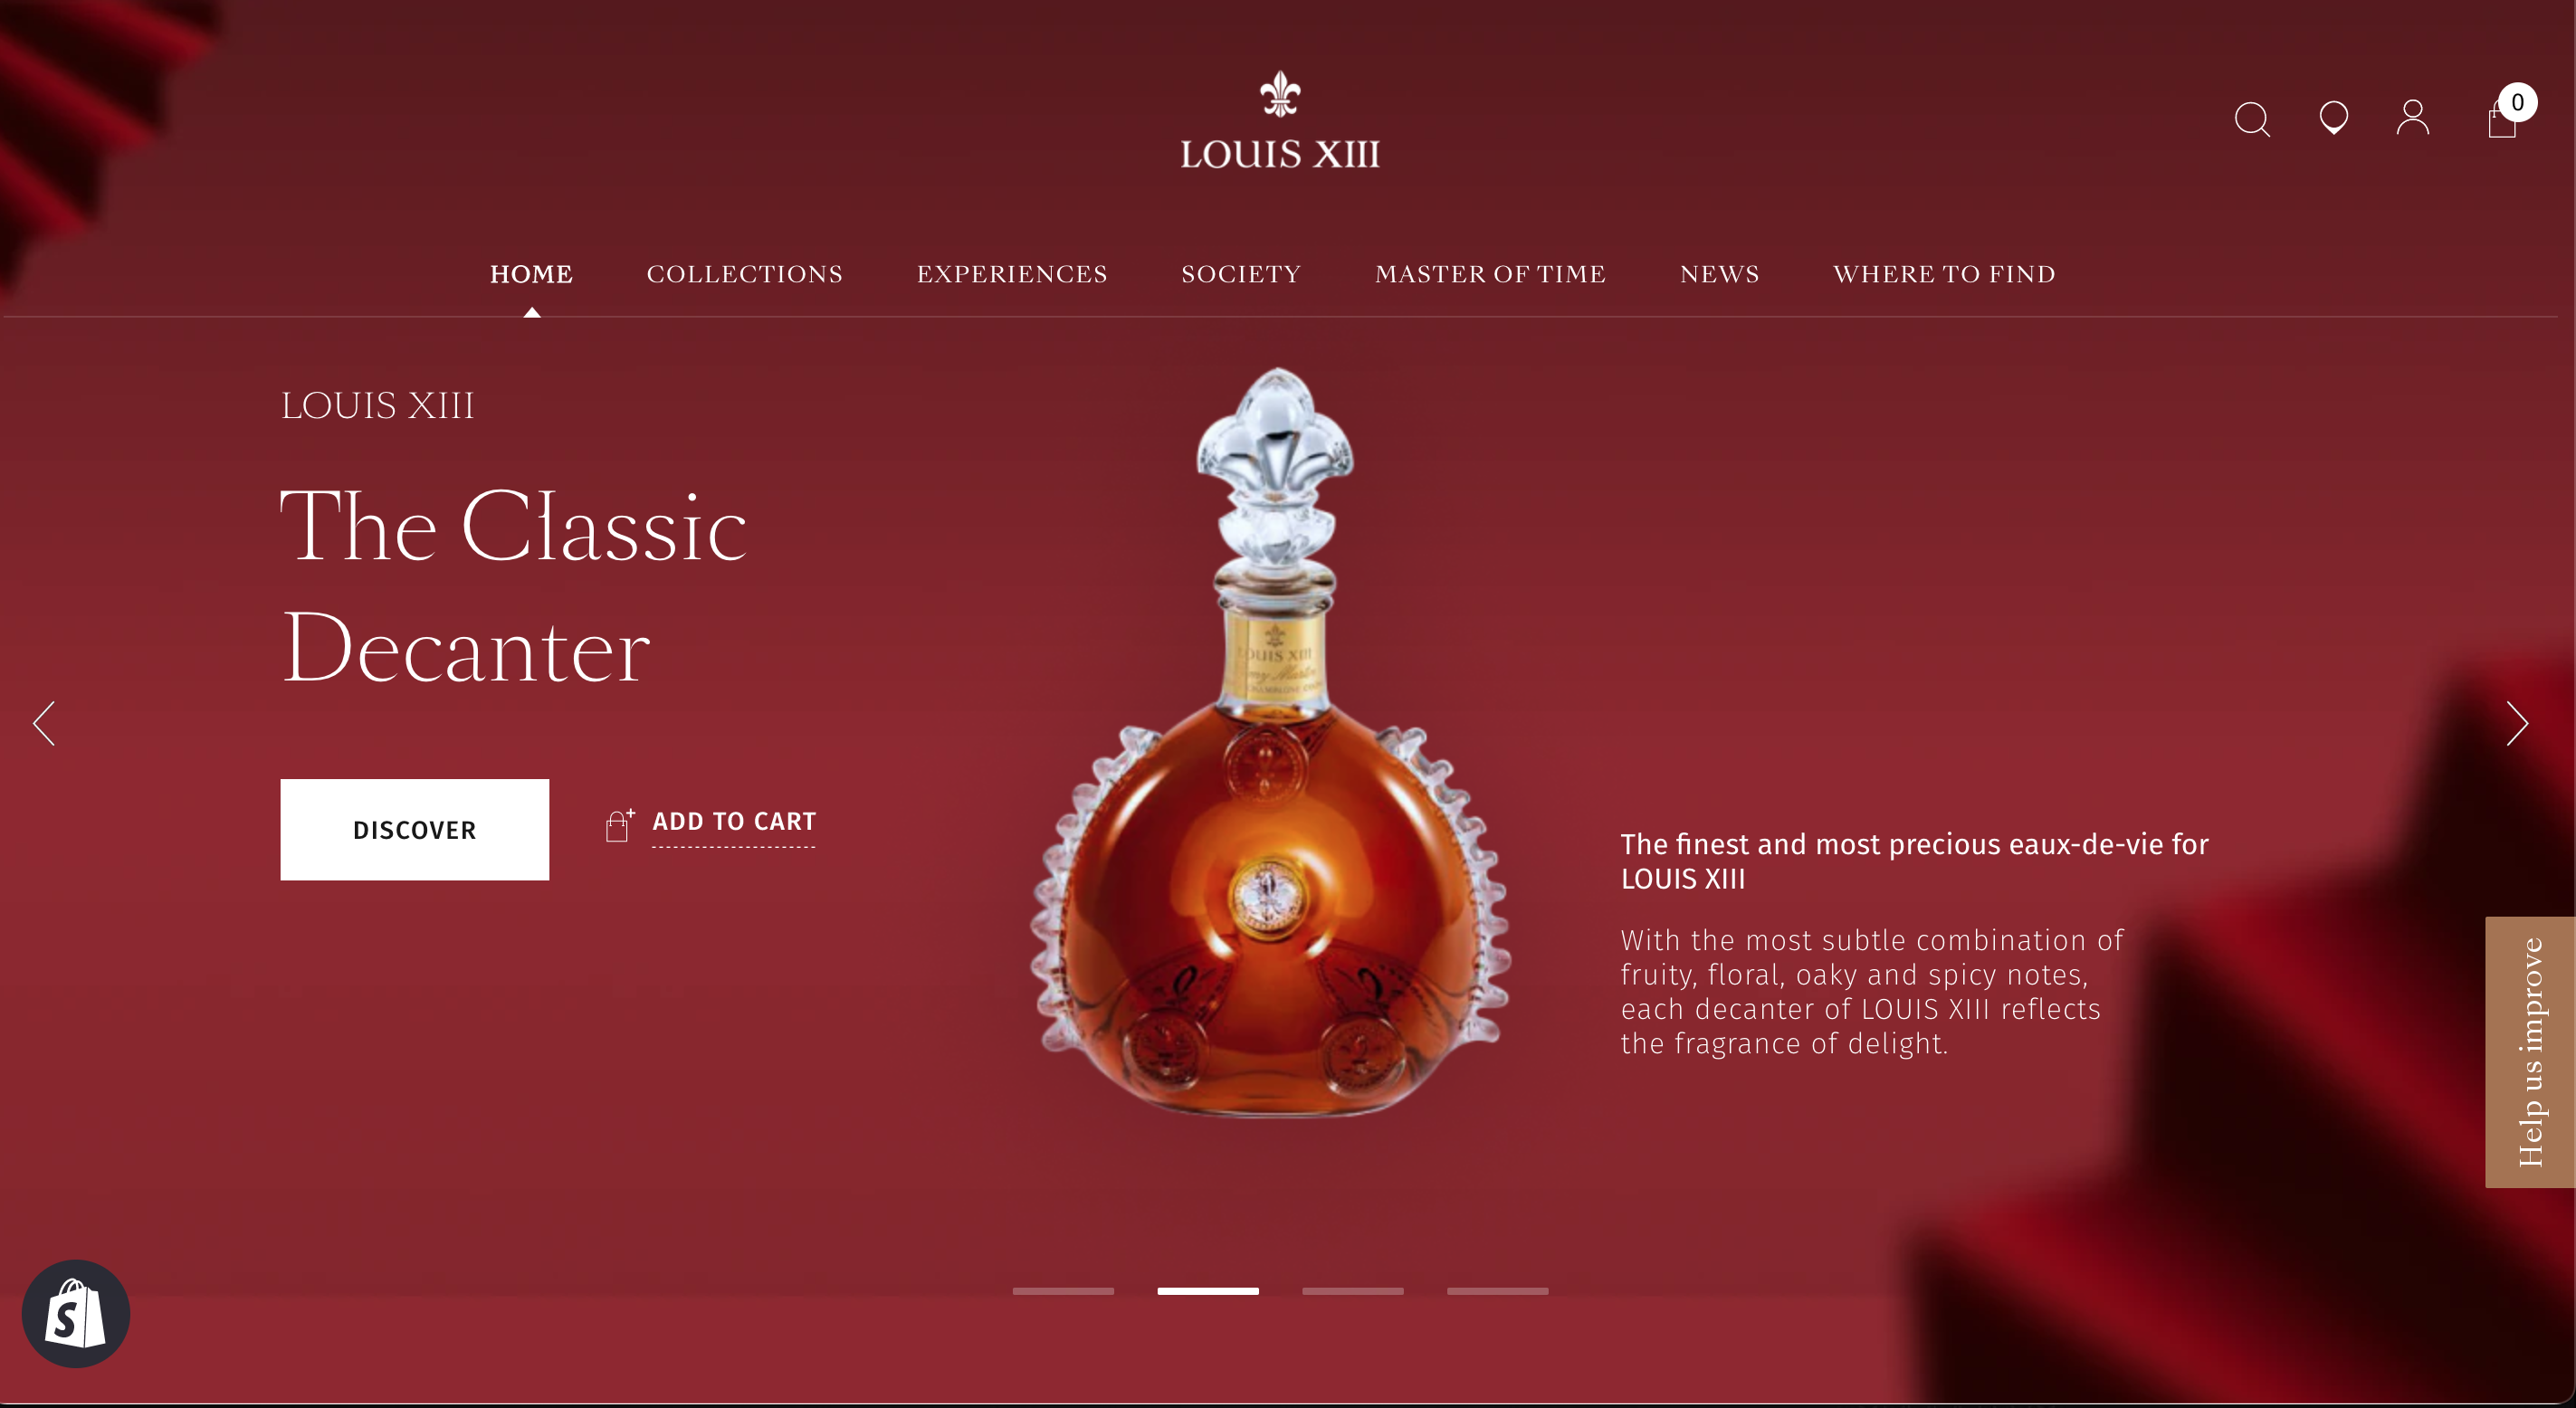 LOUIS XIII
0
HOME COLLECTIONS EXPERIENCES SOCIETY MASTER OF TIME NEWS WHERE TO FIND
LOUIS XIII
The Classic
Decanter
DISCOVER
ADD TO CART
LOUIS XIII
The finest and most precious eaux-de-vie for
LOUIS XIII
With the most subtle combination of
fruity, floral, oaky and spicy notes,
each decanter of LOUIS XIII reflects
the fragrance of delight.
Help us improve
S